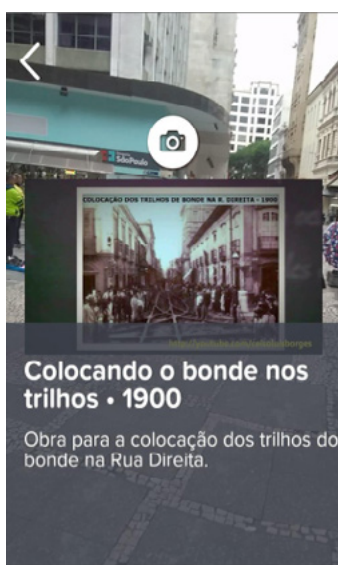 SãoPaulo
COLOCAÇÃO DOS TRILHOS DE BONDE NA R. DIREITA - 1900
Colocando o bonde nos
trilhos • 1900
Obra para a colocação dos trilhos do
bonde na Rua Direita.